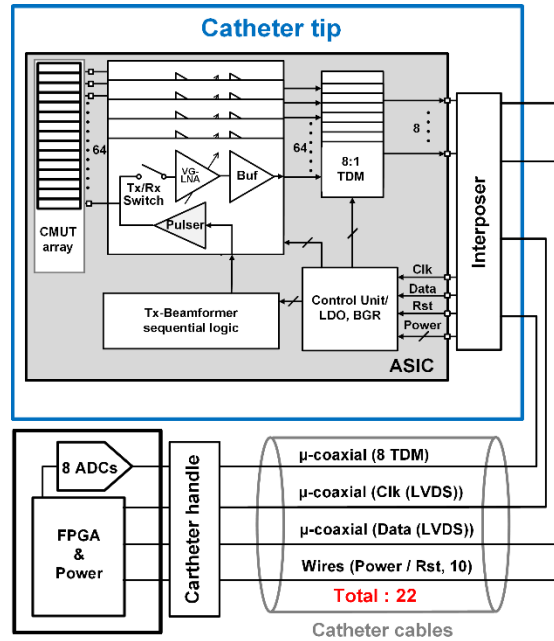 Catheter tip
64
CMUT
array
Tx/Rx
Switch
VG-
LNA
Buf
Pulser
64
8:1
TDM
8
Interposer
Tx-Beamformer
sequential logic
Control Unit/
LDO, BGR
Clk
Data
Rst
Power
ASIC
8 ADCs
FPGA
&
Power
Cartheter handle
μ-coaxial (8 TDM)
μ-coaxial (Clk (LVDS))
μ-coaxial (Data (LVDS))
Wires (Power / Rst, 10)
Total : 22
Catheter cables